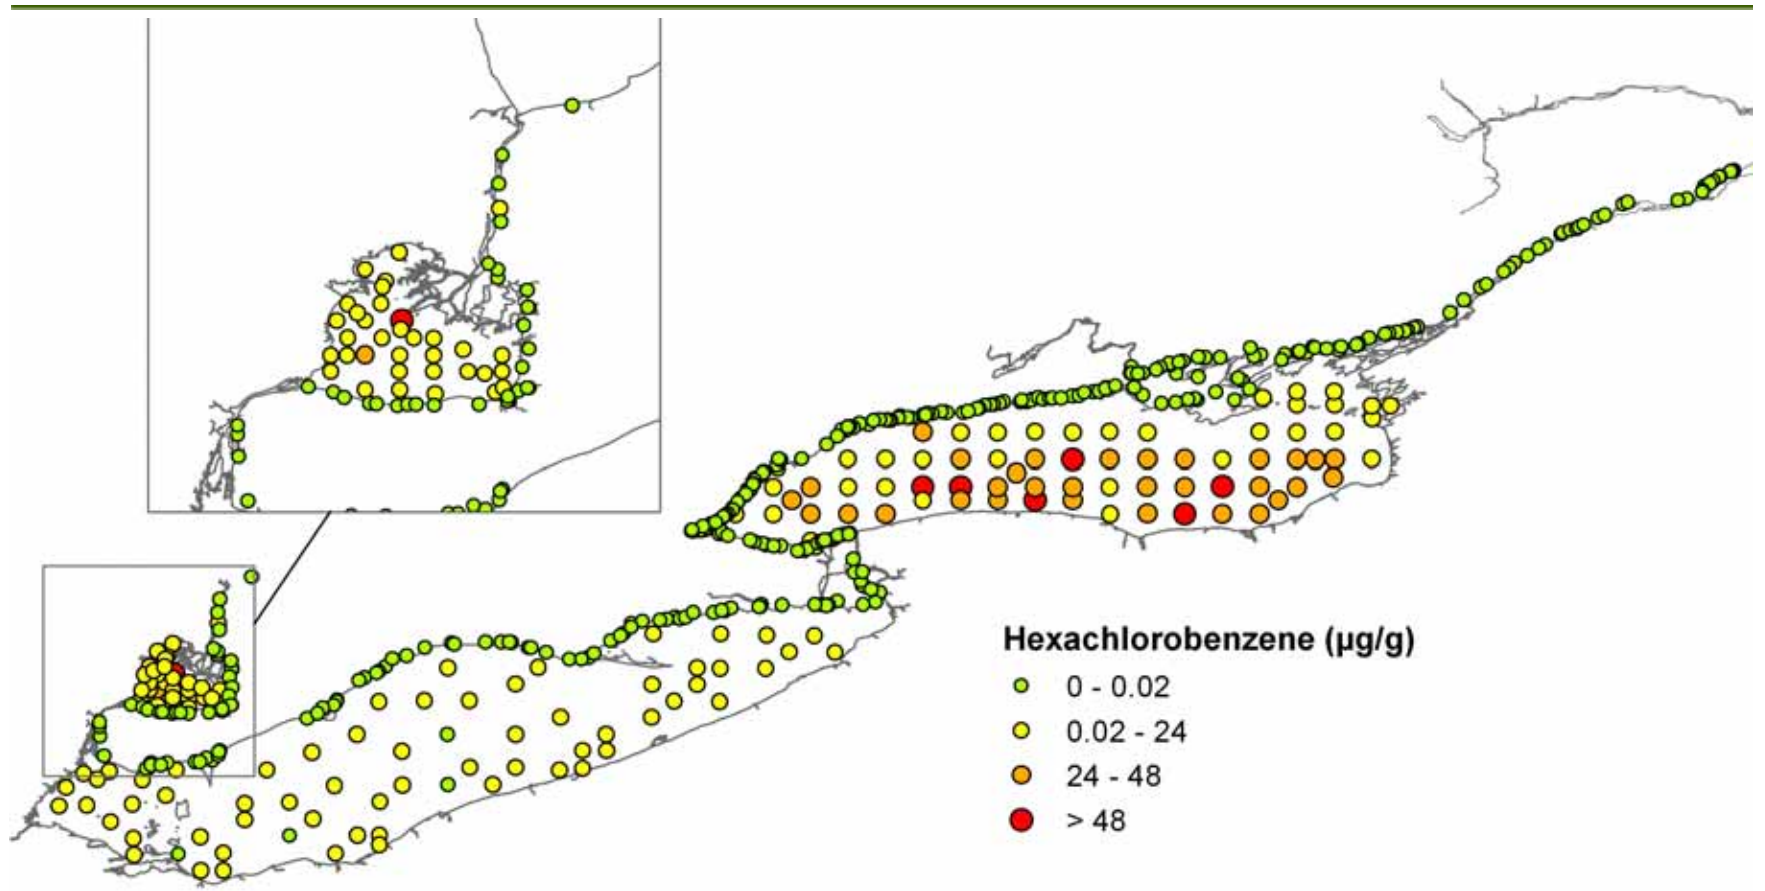 Hexachlorobenzene (µg/g)
0 - 0.02
0.02 - 24
24 - 48
> 48